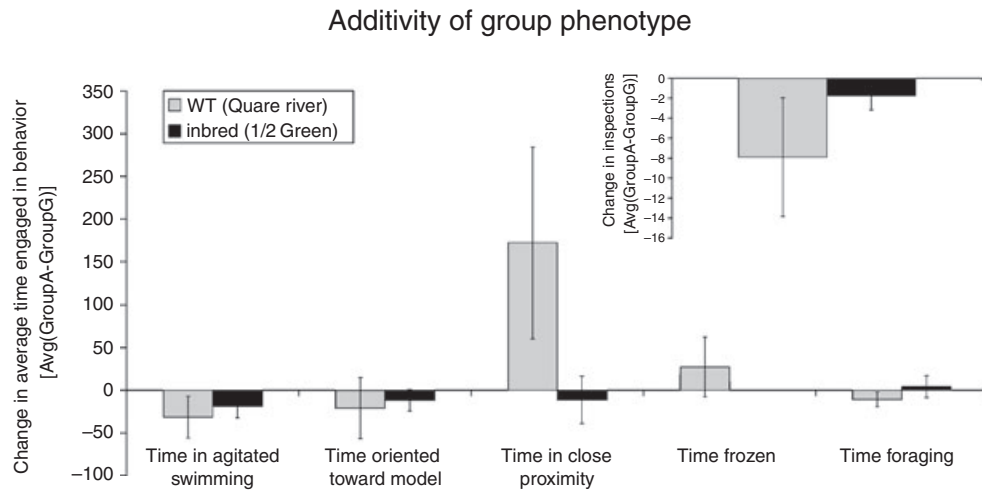 Additivity of group phenotype
Change in average time engaged in behavior
[Avg(GroupA-GroupG)]
350
300
250
200
150
100
50
0
−50
−100
WT (Quare river)
inbred (1/2 Green)
Change in inspections
[Avg(GroupA-GroupG)]
0
−2
−4
−6
−8
−10
−12
−14
−16
Time in agitated
swimming
Time oriented
toward model
Time in close
proximity
Time frozen
Time foraging